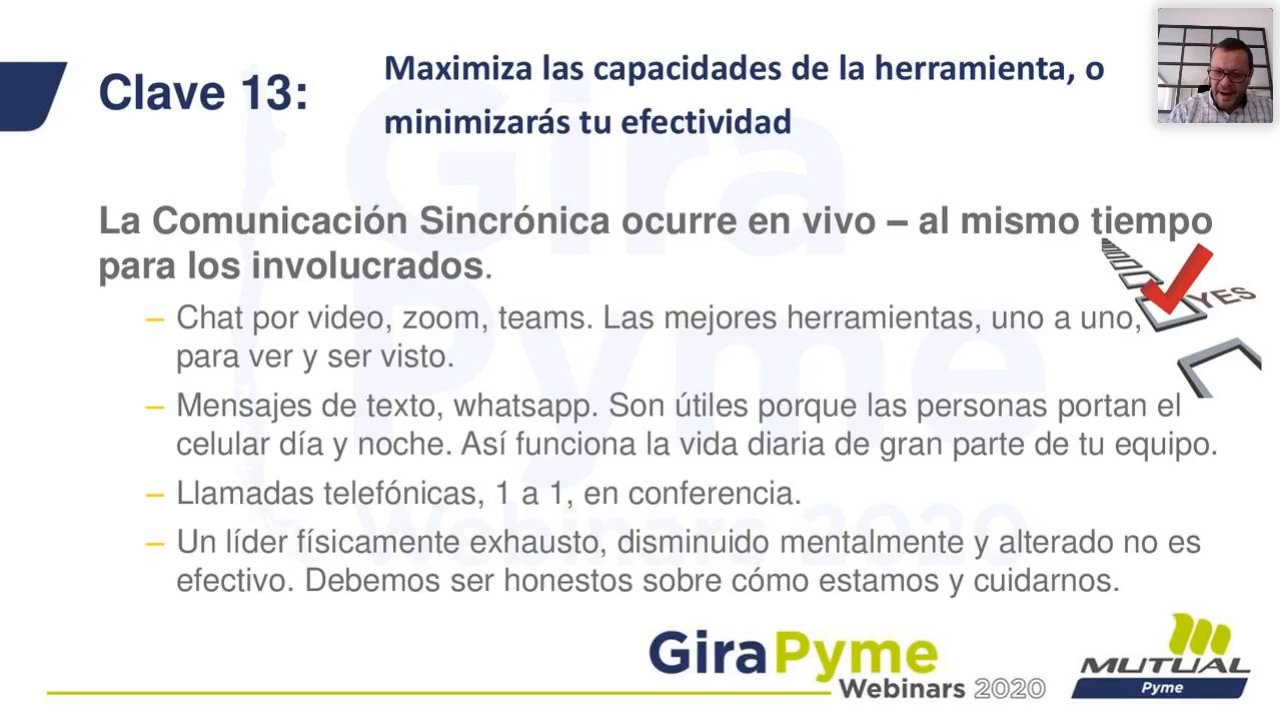 Clave 13:
Maximiza las capacidades de la herramienta, o
minimizarás tu efectividad
La Comunicación Sincrónica ocurre en vivo – al mismo tiempo
para los involucrados.
– Chat por video, zoom, teams. Las mejores herramientas, uno a uno,
para ver y ser visto.
YES
– Mensajes de texto, whatsapp. Son útiles porque las personas portan el
celular día y noche. Así funciona la vida diaria de gran parte de tu equipo.
– Llamadas telefónicas, 1 a 1, en conferencia.
– Un líder físicamente exhausto, disminuido mentalmente y alterado no es
efectivo. Debemos ser honestos sobre cómo estamos y cuidarnos.
Gira Pyme
Webinars 2020
GiraPyme
Webinars 2020
MUTUAL
Pyme